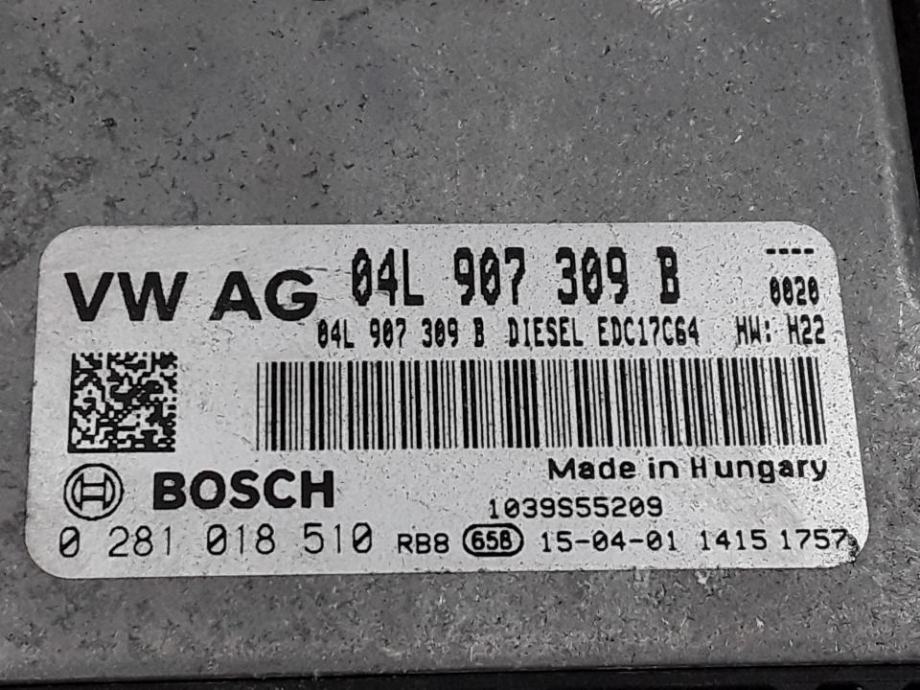 VW AG 04L 907 309 B ----
0020
04L 907 309 B DIESEL EDC17C64 HW: H22
Made in Hungary
BOSCH
1039S55209
0 281 018 510 RB8 65B 15-04-01 1415 1757